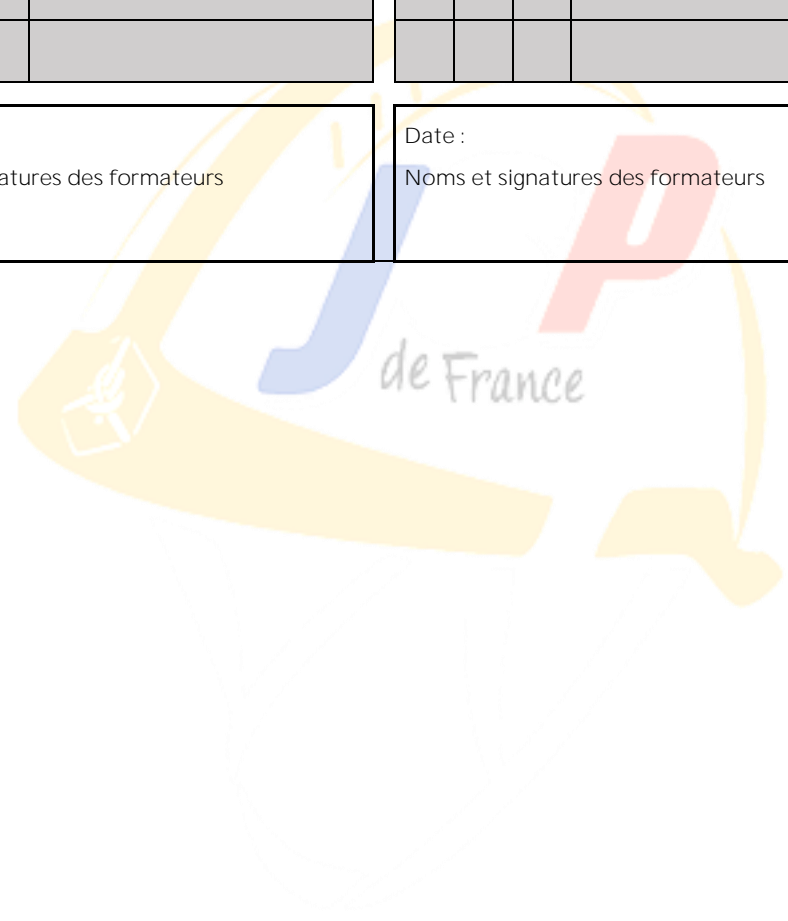 Date :
atures des formateurs
Noms et signatures des formateurs
J P
de France